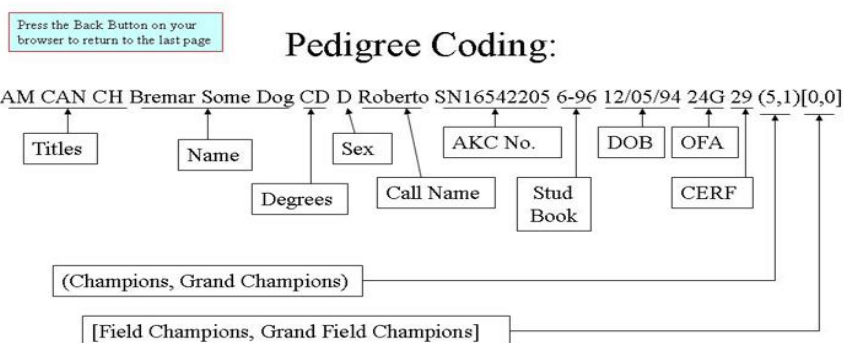 Press the Back Button on your
browser to return to the last page
Pedigree Coding:
AM CAN CH Bremar Some Dog CD D Roberto SN16542205 6-96 12/05/94 24G 29 (5,1)[0,0]
Titles
Name
Degrees
Sex
Call Name
AKC No.
Stud
Book
DOB
OFA
CERF
(Champions, Grand Champions)
[Field Champions, Grand Field Champions]